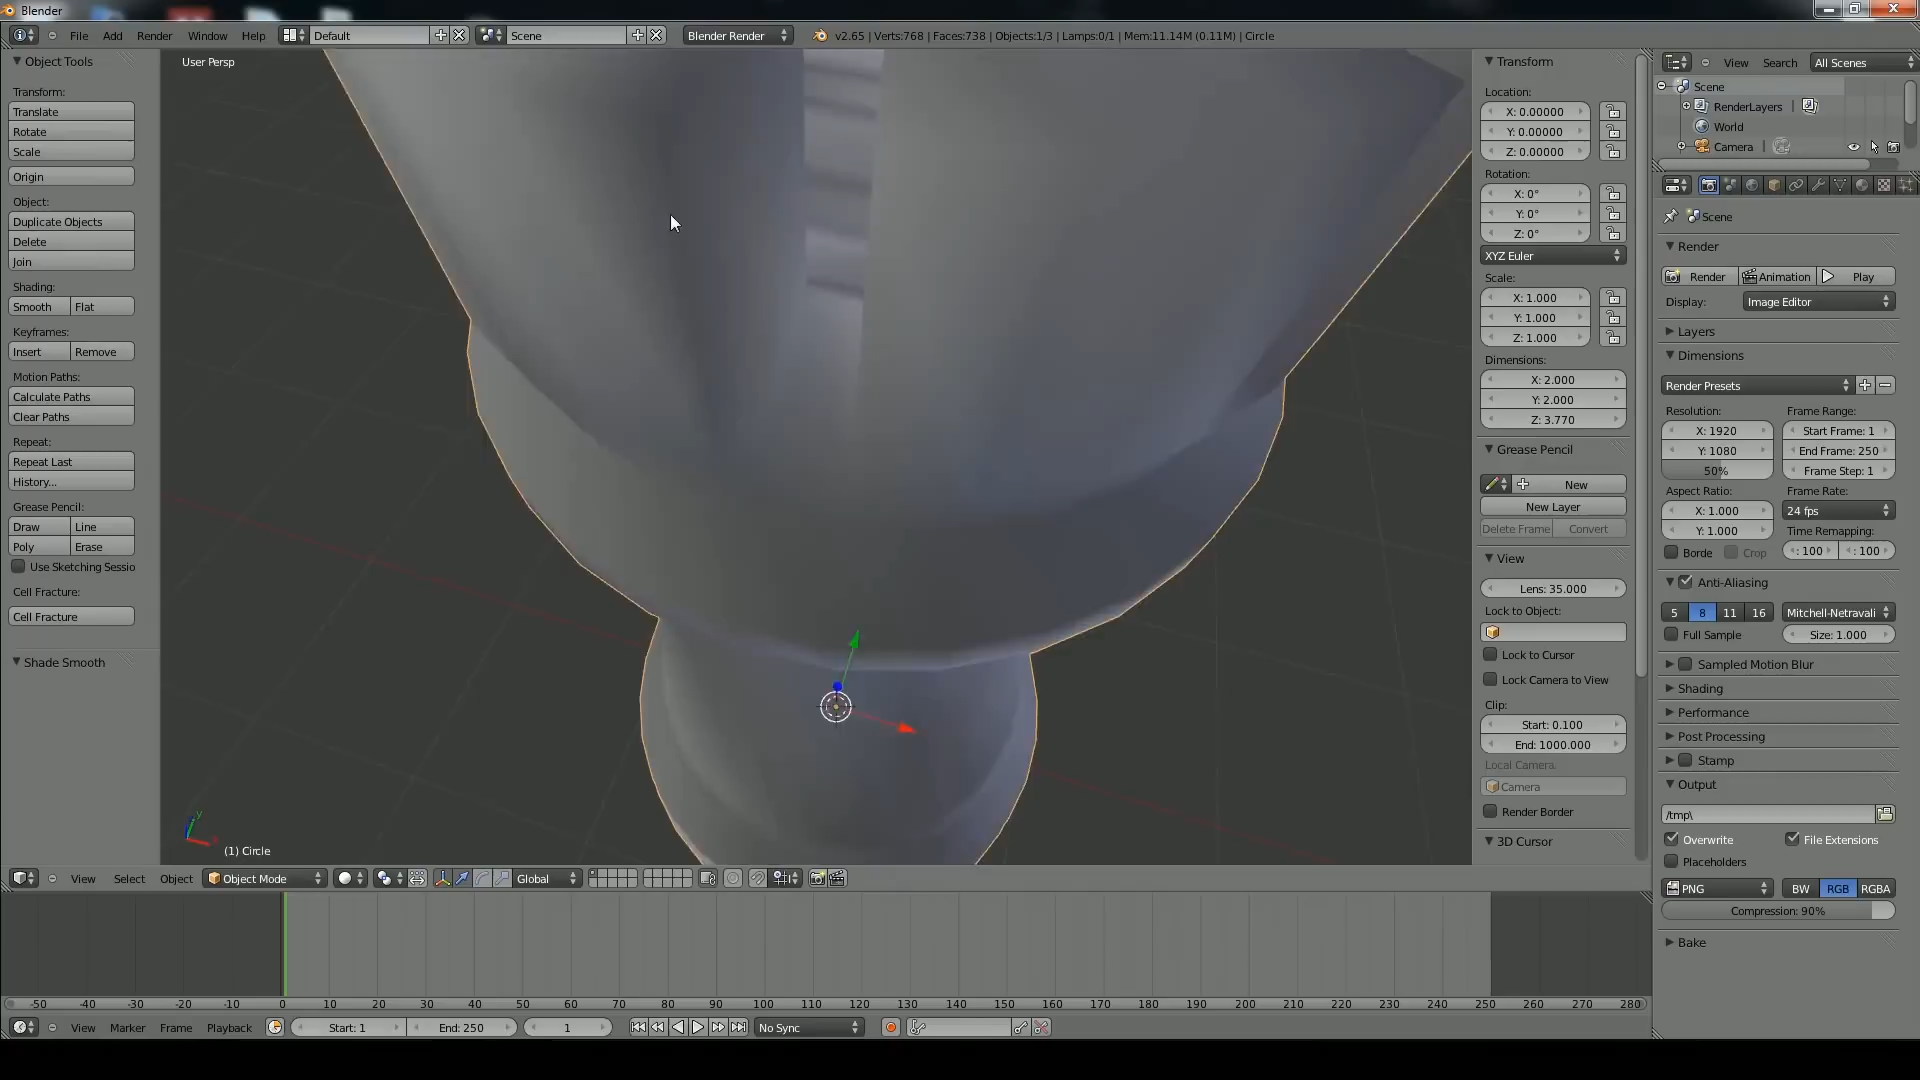 Blender
File Add Render Window Help Default Scene Blender Render v2.65 | Verts:768 | Faces:738 | Objects:1/3 | Lamps:0/1 | Mem:11.14M (0.11M) | Circle
Object Tools
Transform:
Translate
Rotate
Scale
Origin
Object:
Duplicate Objects
Delete
Join
Shading:
Smooth Flat
Keyframes:
Insert Remove
Motion Paths:
Calculate Paths
Clear Paths
Repeat:
Repeat Last
History...
Grease Pencil:
Draw Line
Poly Erase
Use Sketching Sessio
Cell Fracture:
Cell Fracture
Shade Smooth
User Persp
y
(1) Circle
Transform
Location:
X: 0.00000
Y: 0.00000
Z: 0.00000
Rotation:
X: 0°
Y: 0°
Z: 0°
XYZ Euler
Scale:
X: 1.000
Y: 1.000
Z: 1.000
Dimensions:
X: 2.000
Y: 2.000
Z: 3.770
Grease Pencil
New
New Layer
Delete Frame Convert
View
Lens: 35.000
Lock to Object:
Lock to Cursor
Lock Camera to View
Clip:
Start: 0.100
End: 1000.000
Local Camera:
Camera
Render Border
3D Cursor
View Search All Scenes
Scene
RenderLayers |
World
Camera
Scene
Render
Render Animation Play
Display: Image Editor
Layers
Dimensions
Render Presets
Resolution: Frame Range:
X: 1920 Start Frame: 1
Y: 1080 End Frame: 250
50% Frame Step: 1
Aspect Ratio: Frame Rate:
X: 1.000 24 fps
Y: 1.000 Time Remapping:
Borde Crop : 100 : 100
Anti-Aliasing
5 8 11 16 Mitchell-Netravali
Full Sample Size: 1.000
Sampled Motion Blur
Shading
Performance
Post Processing
Stamp
Output
/tmp\
Overwrite File Extensions
Placeholders
PNG BW RGB RGBA
Compression: 90%
Bake
View Select Object Object Mode Global
-50 -40 -30 -20 -10 0 10 20 30 40 50 60 70 80 90 100 110 120 130 140 150 160 170 180 190 200 210 220 230 240 250 260 270 280
View Marker Frame Playback Start: 1 End: 250 1 No Sync